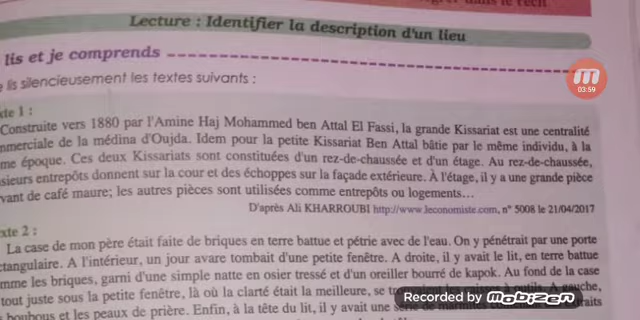 Lecture : Identifier la description d'un lieu
lis et je comprends
lis silencieusement les textes suivants :
03:59
xte 1 :
Construite vers 1880 par l'Amine Haj Mohammed ben Attal El Fassi, la grande Kissariat est une centralité
mmerciale de la médina d'Oujda. Idem pour la petite Kissariat Ben Attal bâtie par le même individu, à la
me époque. Ces deux Kissariats sont constituées d'un rez-de-chaussée et d'un étage. Au rez-de-chaussée,
sieurs entrepôts donnent sur la cour et des échoppes sur la façade extérieure. À l'étage, il y a une grande pièce
vant de café maure; les autres pièces sont utilisées comme entrepôts ou logements...
D'après Ali KHARROUBI http://www.leconomiste.com, n° 5008 le 21/04/2017
xte 2 :
La case de mon père était faite de briques en terre battue et pétrie avec de l'eau. On y pénétrait par une porte
ctangulaire. A l'intérieur, un jour avare tombait d'une petite fenêtre. A droite, il y avait le lit, en terre battue
mme les briques, garni d'une simple natte en osier tressé et d'un oreiller bourré de kapok. Au fond de la case
tout juste sous la petite fenêtre, là où la clarté était la meilleure, se gauche,
boubous et les peaux de prière. Enfin, à la tête du lit, il y avait une
Recorded by mobizen